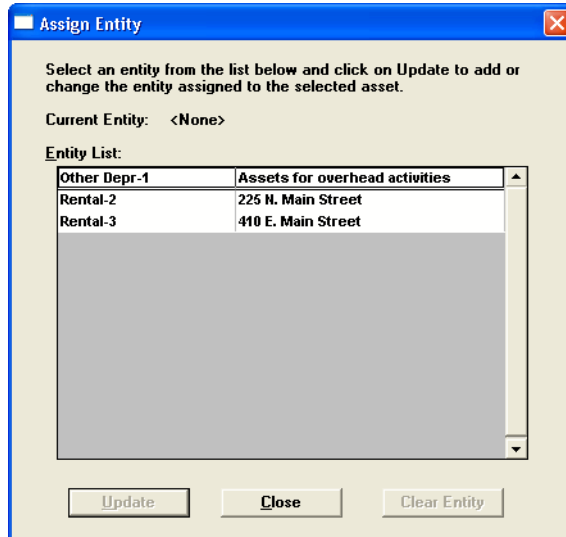 Assign Entity
Select an entity from the list below and click on Update to add or
change the entity assigned to the selected asset.
Current Entity: <None>
Entity List:
Other Depr-1 Assets for overhead activities
Rental-2 225 N. Main Street
Rental-3 410 E. Main Street
Update Close Clear Entity